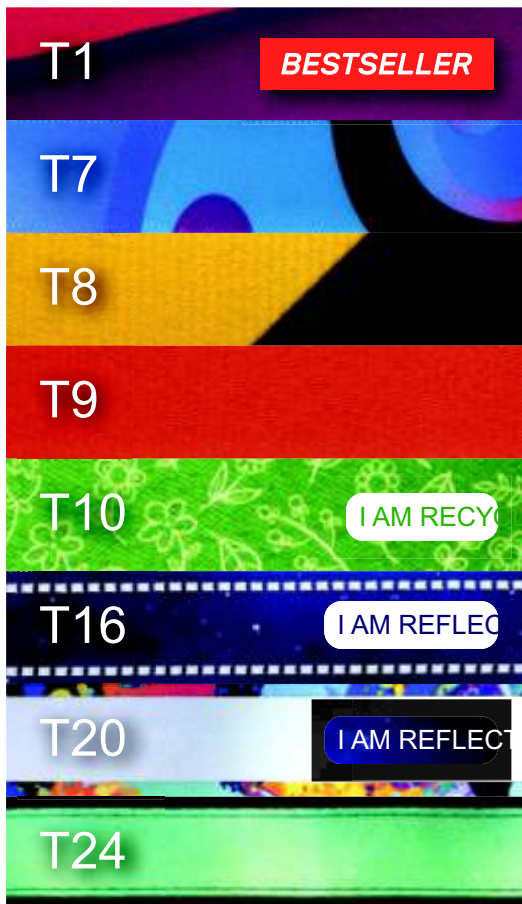 T1
BESTSELLER
T7
T8
T9
T10
I AM RECYC
T16
I AM REFLEC
T20
I AM REFLECT
T24